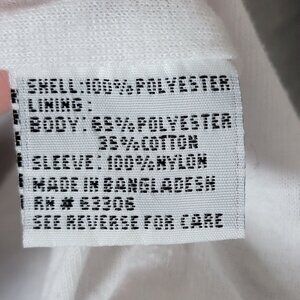 SHELL:100%POLYESTER
LINING:
BODY:65%POLYESTER
35%COTTON
SLEEVE:100%NYLON
MADE IN BANGLADESH
RN # 63306
SEE REVERSE FOR CARE